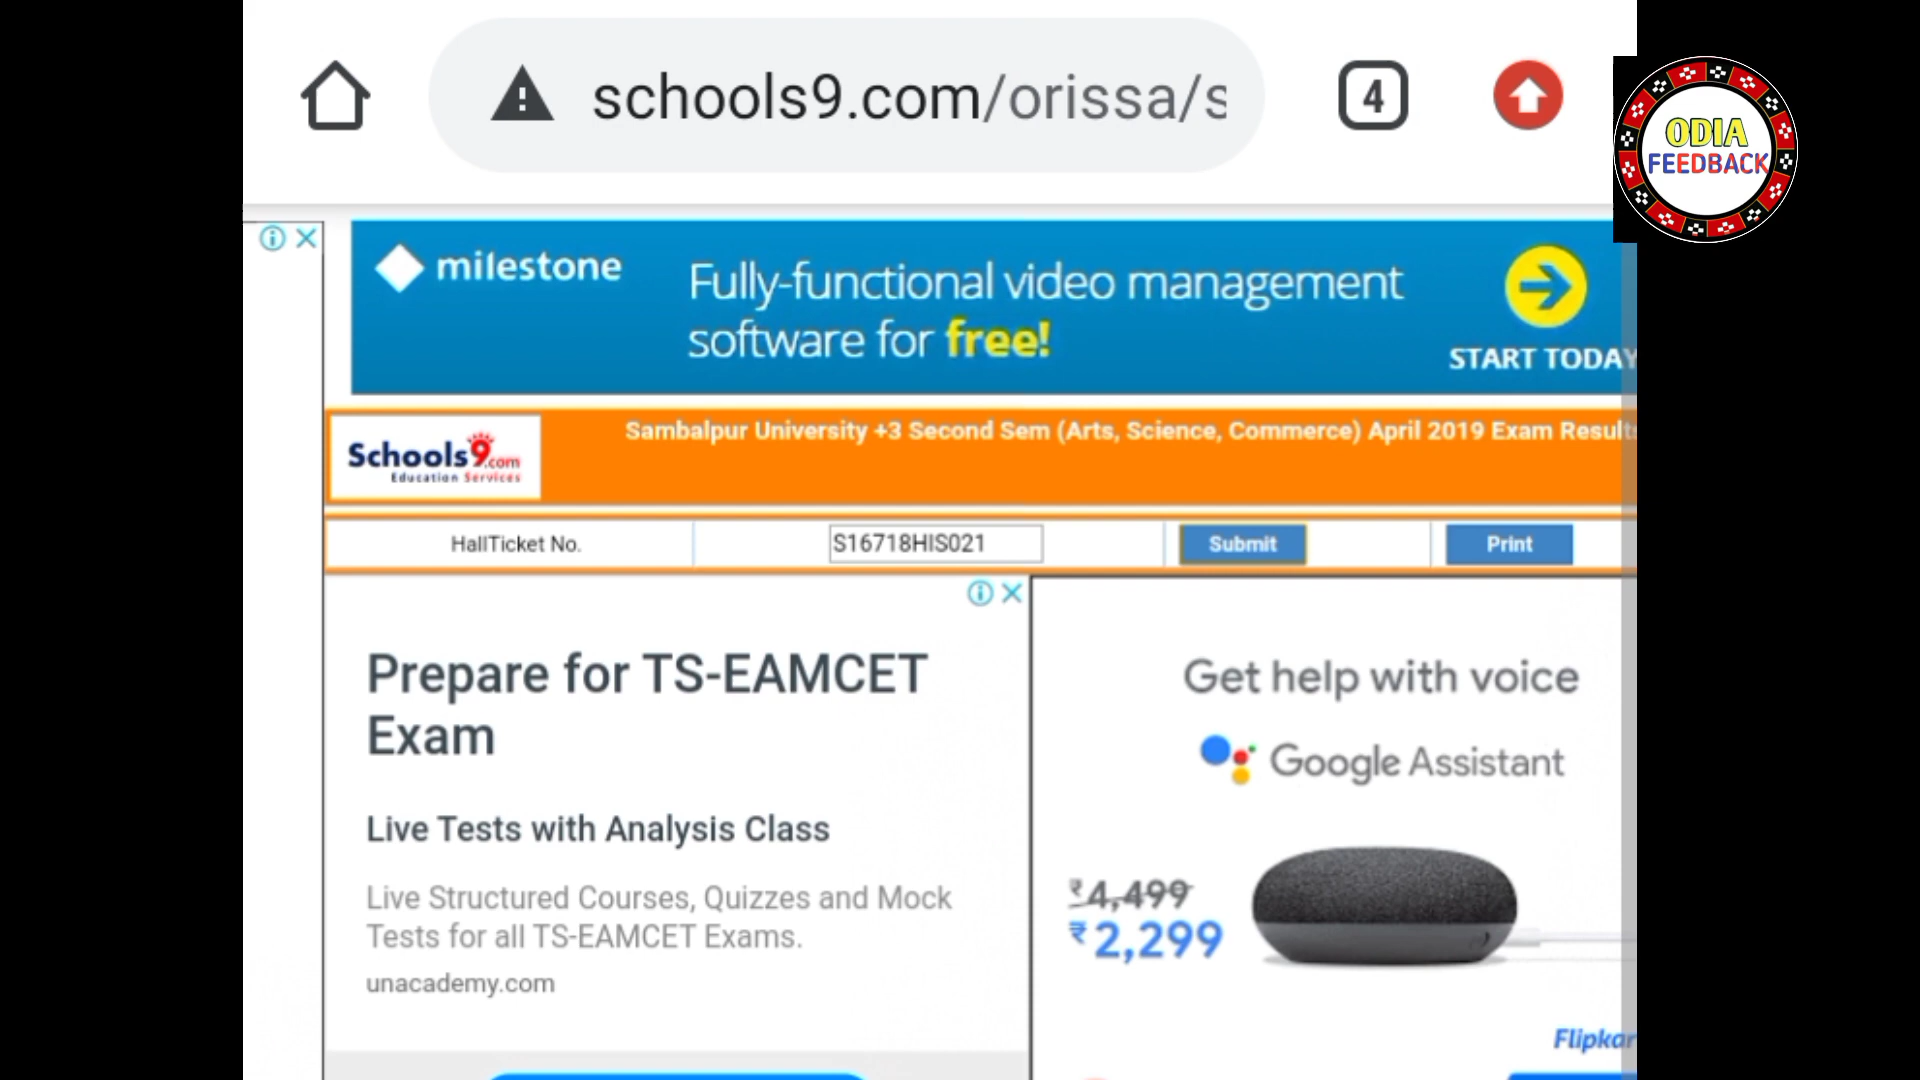 schools9.com/orissa/s
4
ODIA
FEEDBACK
milestone
Fully-functional video management
software for free!
START TODAY
Schools9.com
Education Services
Sambalpur University +3 Second Sem (Arts, Science, Commerce) April 2019 Exam Results
HallTicket No.
S16718HIS021
Submit
Print
Prepare for TS-EAMCET
Exam
Live Tests with Analysis Class
Live Structured Courses, Quizzes and Mock
Tests for all TS-EAMCET Exams.
unacademy.com
Get help with voice
Google Assistant
₹4,499
₹2,299
Flipkar